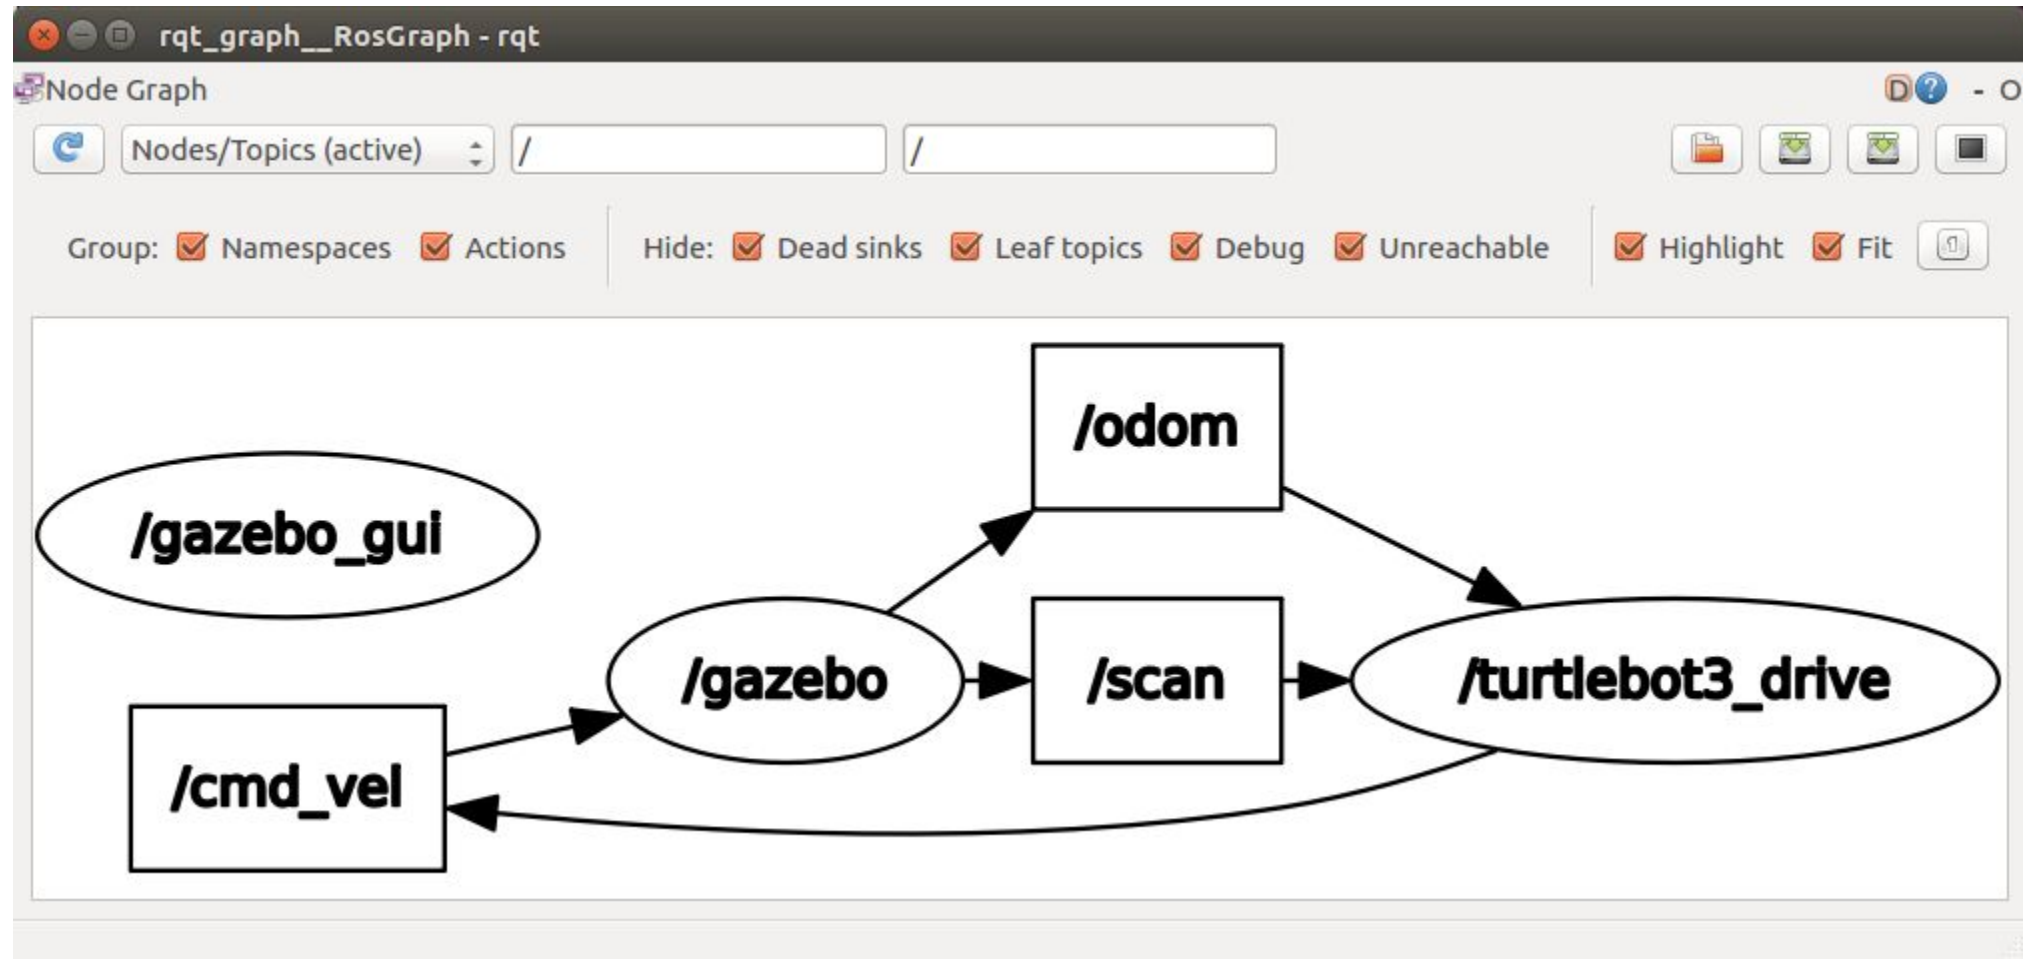 rqt_graph__RosGraph - rqt
Node Graph
D ? - O
Nodes/Topics (active) / /
Group: Namespaces Actions Hide: Dead sinks Leaf topics Debug Unreachable Highlight Fit
/odom
/gazebo_gui
/gazebo /scan /turtlebot3_drive
/cmd_vel